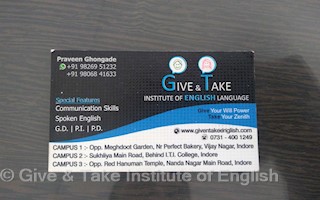 Praveen Ghongade
+91 98269 51232
+91 98068 41633
GIVE & TAKE
INSTITUTE OF ENGLISH LANGUAGE
Special Features
Communication Skills
Spoken English
G.D. | P.I. | P.D.
Give Your Will Power
Take Your Zenith
www.giventakeinglish.com
0731 - 400 1249
CAMPUS 1 :- Opp. Meghdoot Garden, Nr Perfect Bakery, Vijay Nagar, Indore
CAMPUS 2 :- Sukhliya Main Road, Behind I.T.I. College, Indore
CAMPUS 3 :- Opp. Red Hanuman Temple, Nanda Nagar Main Road, Indore
© Give & Take Institute of English